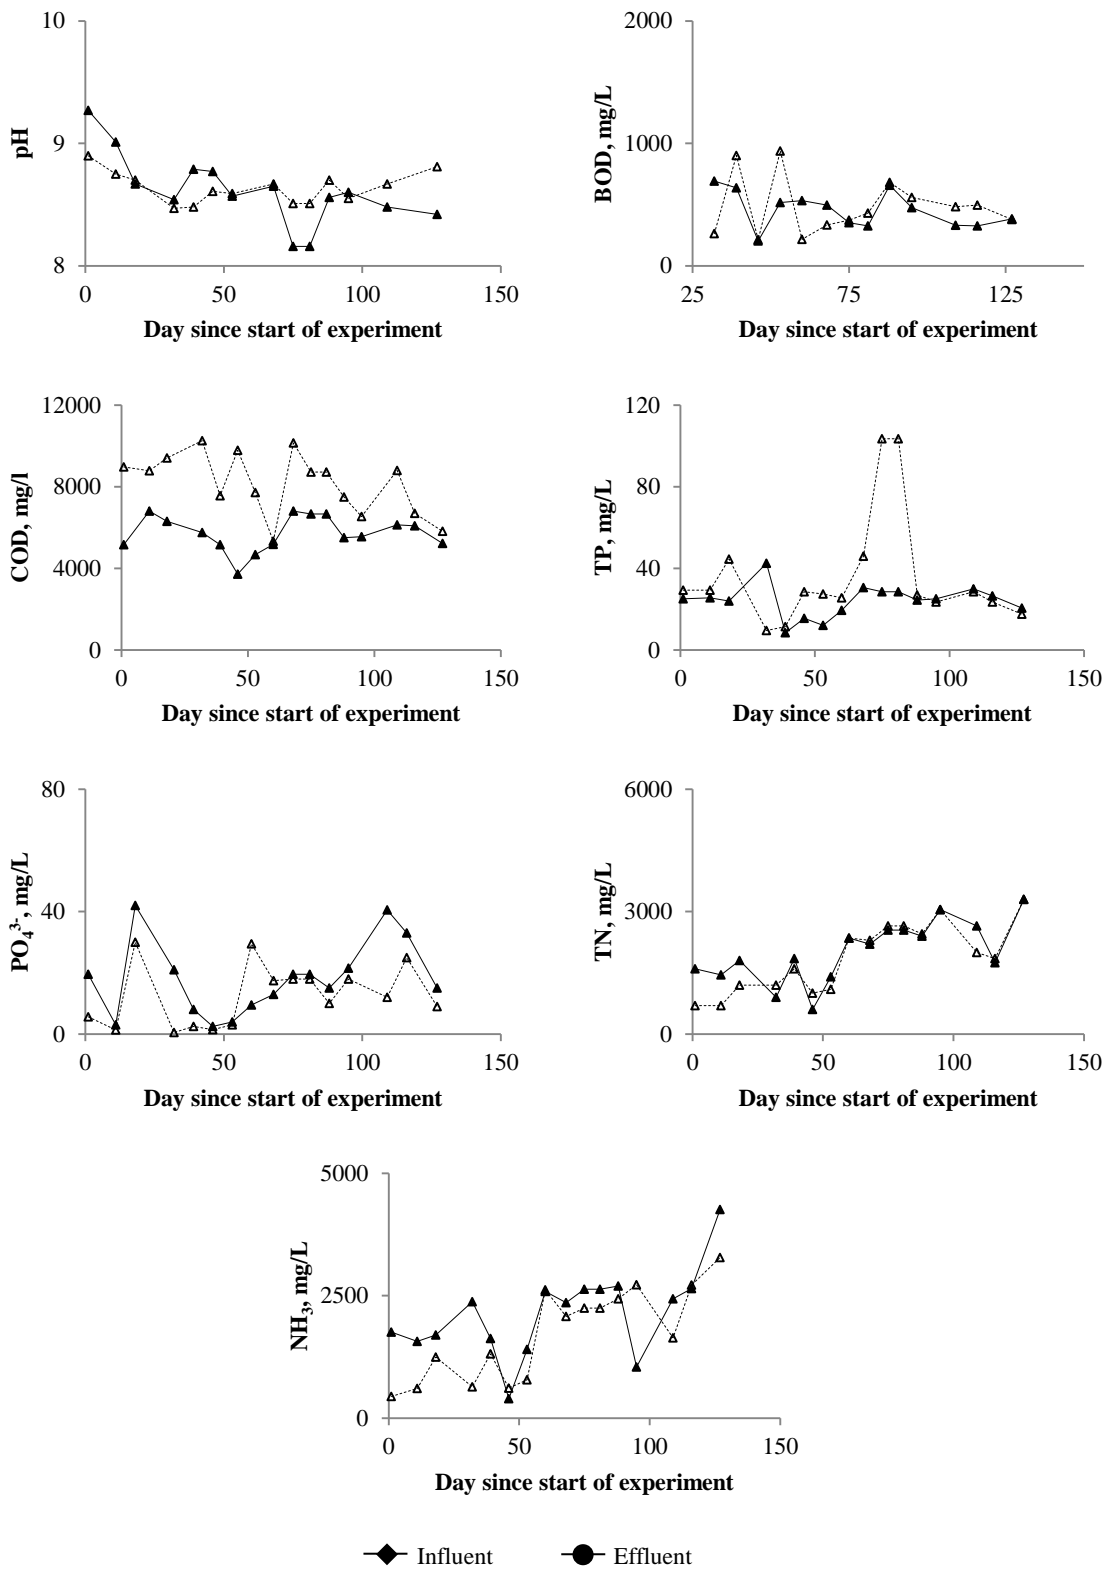 10
9
8
pH
0 50 100 150
Day since start of experiment
2000
1000
0
BOD, mg/L
25 75 125
Day since start of experiment
12000
8000
4000
0
COD, mg/l
0 50 100 150
Day since start of experiment
120
80
40
0
TP, mg/L
0 50 100 150
Day since start of experiment
80
40
0
PO₄³⁻, mg/L
0 50 100 150
Day since start of experiment
6000
3000
0
TN, mg/L
0 50 100 150
Day since start of experiment
5000
2500
0
NH₃, mg/L
0 50 100 150
Day since start of experiment
Influent Effluent